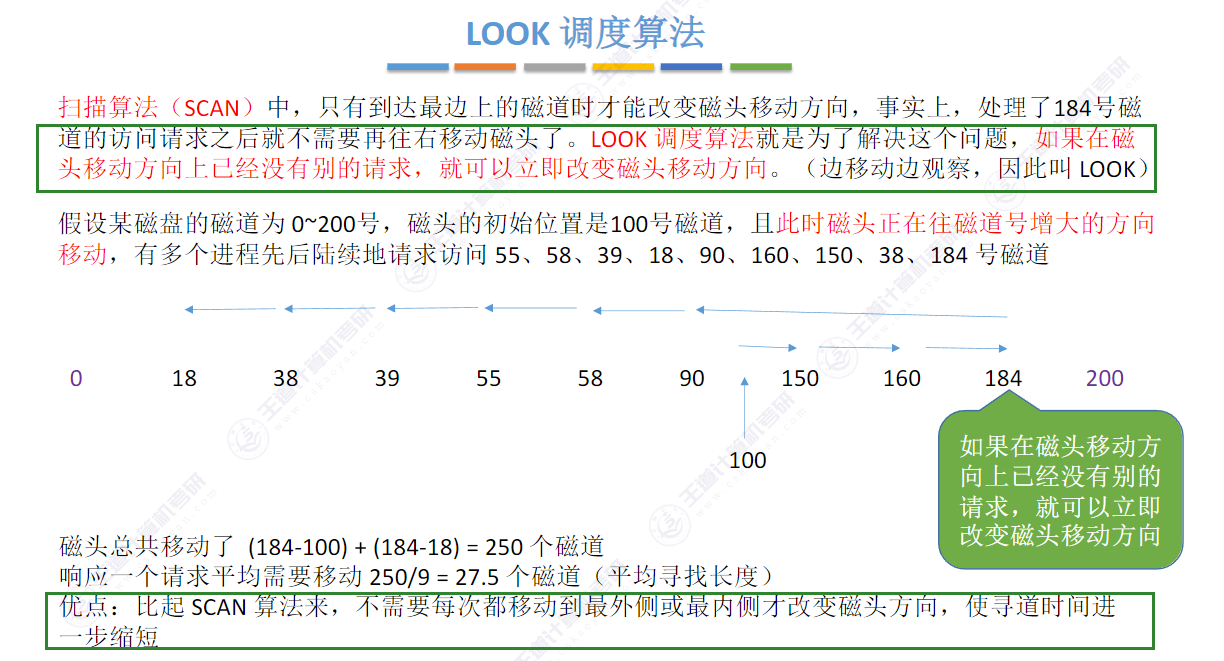 LOOK 调度算法
扫描算法（SCAN）中，只有到达最边上的磁道时才能改变磁头移动方向，事实上，处理了184号磁
道的访问请求之后就不需要再往右移动磁头了。LOOK 调度算法就是为了解决这个问题，如果在磁
头移动方向上已经没有别的请求，就可以立即改变磁头移动方向。（边移动边观察，因此叫 LOOK）
假设某磁盘的磁道为 0~200号，磁头的初始位置是100号磁道，且此时磁头正在往磁道号增大的方向
移动，有多个进程先后陆续地请求访问 55、58、39、18、90、160、150、38、184 号磁道
0 18 38 39 55 58 90 150 160 184 200
100
如果在磁头移动方
向上已经没有别的
请求，就可以立即
改变磁头移动方向
磁头总共移动了 (184-100) + (184-18) = 250 个磁道
响应一个请求平均需要移动 250/9 = 27.5 个磁道（平均寻找长度）
优点：比起 SCAN 算法来，不需要每次都移动到最外侧或最内侧才改变磁头方向，使寻道时间进
一步缩短
王道计算机考研
www.cskaoyan.com